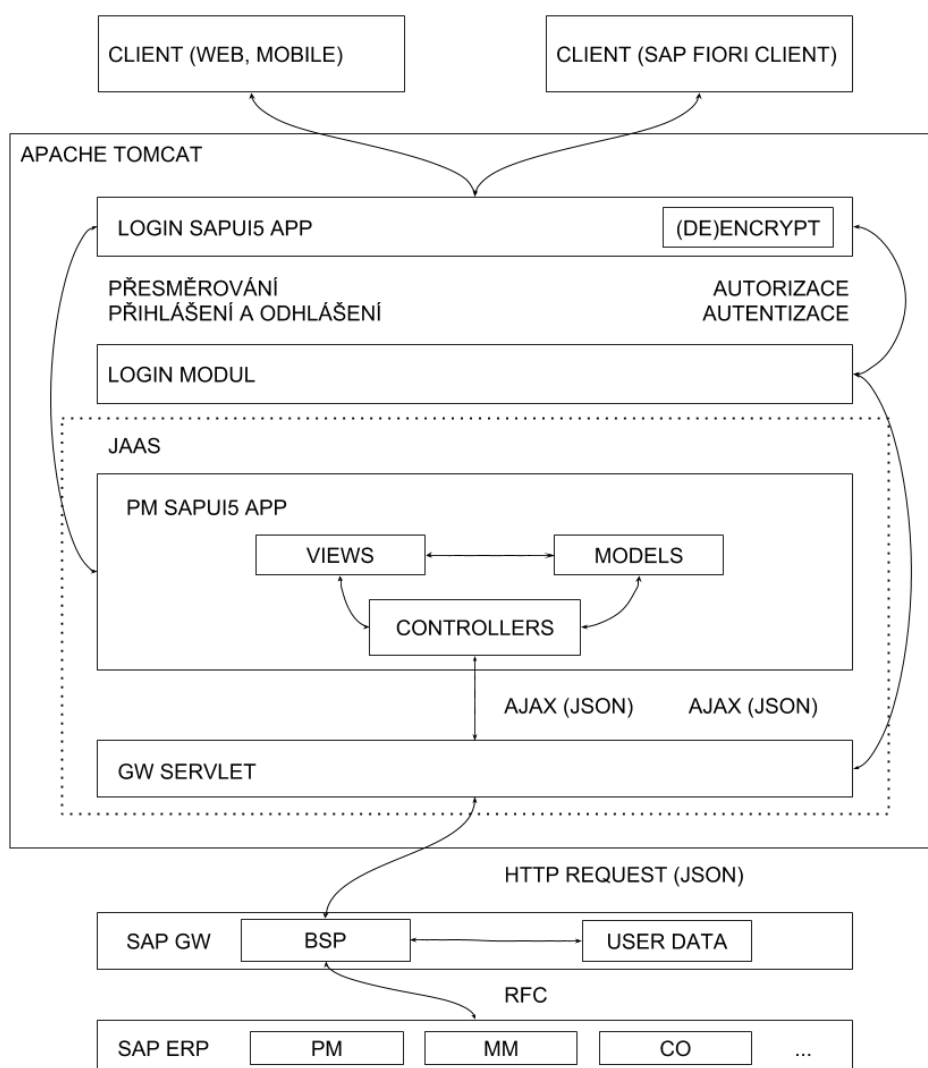 CLIENT (WEB, MOBILE)
CLIENT (SAP FIORI CLIENT)
APACHE TOMCAT
LOGIN SAPUI5 APP
(DE)ENCRYPT
PŘESMĚROVÁNÍ
PŘIHLÁŠENÍ A ODHLÁŠENÍ
AUTORIZACE
AUTENTIZACE
LOGIN MODUL
JAAS
PM SAPUI5 APP
VIEWS
MODELS
CONTROLLERS
AJAX (JSON)
AJAX (JSON)
GW SERVLET
HTTP REQUEST (JSON)
SAP GW
BSP
USER DATA
RFC
SAP ERP
PM
MM
CO
...